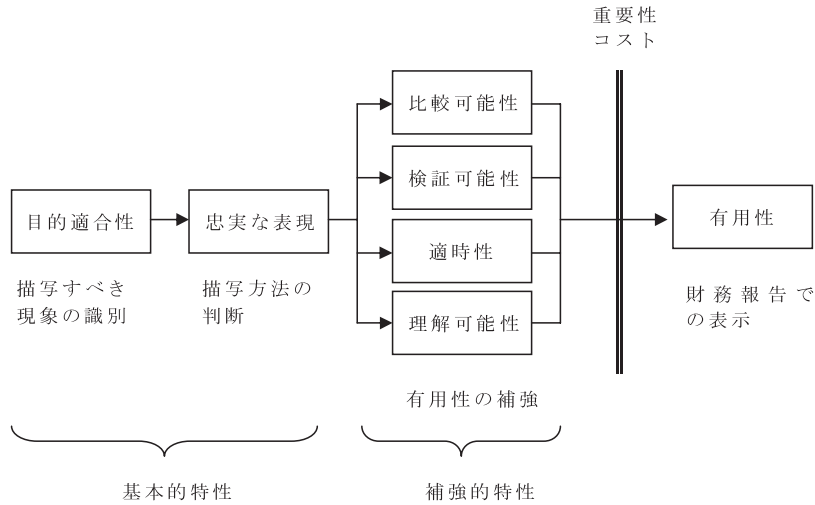 重要性
コスト
比較可能性
検証可能性
目的適合性
忠実な表現
有用性
適時性
描写すべき
現象の識別
描写方法の
判断
財務報告で
の表示
理解可能性
有用性の補強
基本的特性
補強的特性